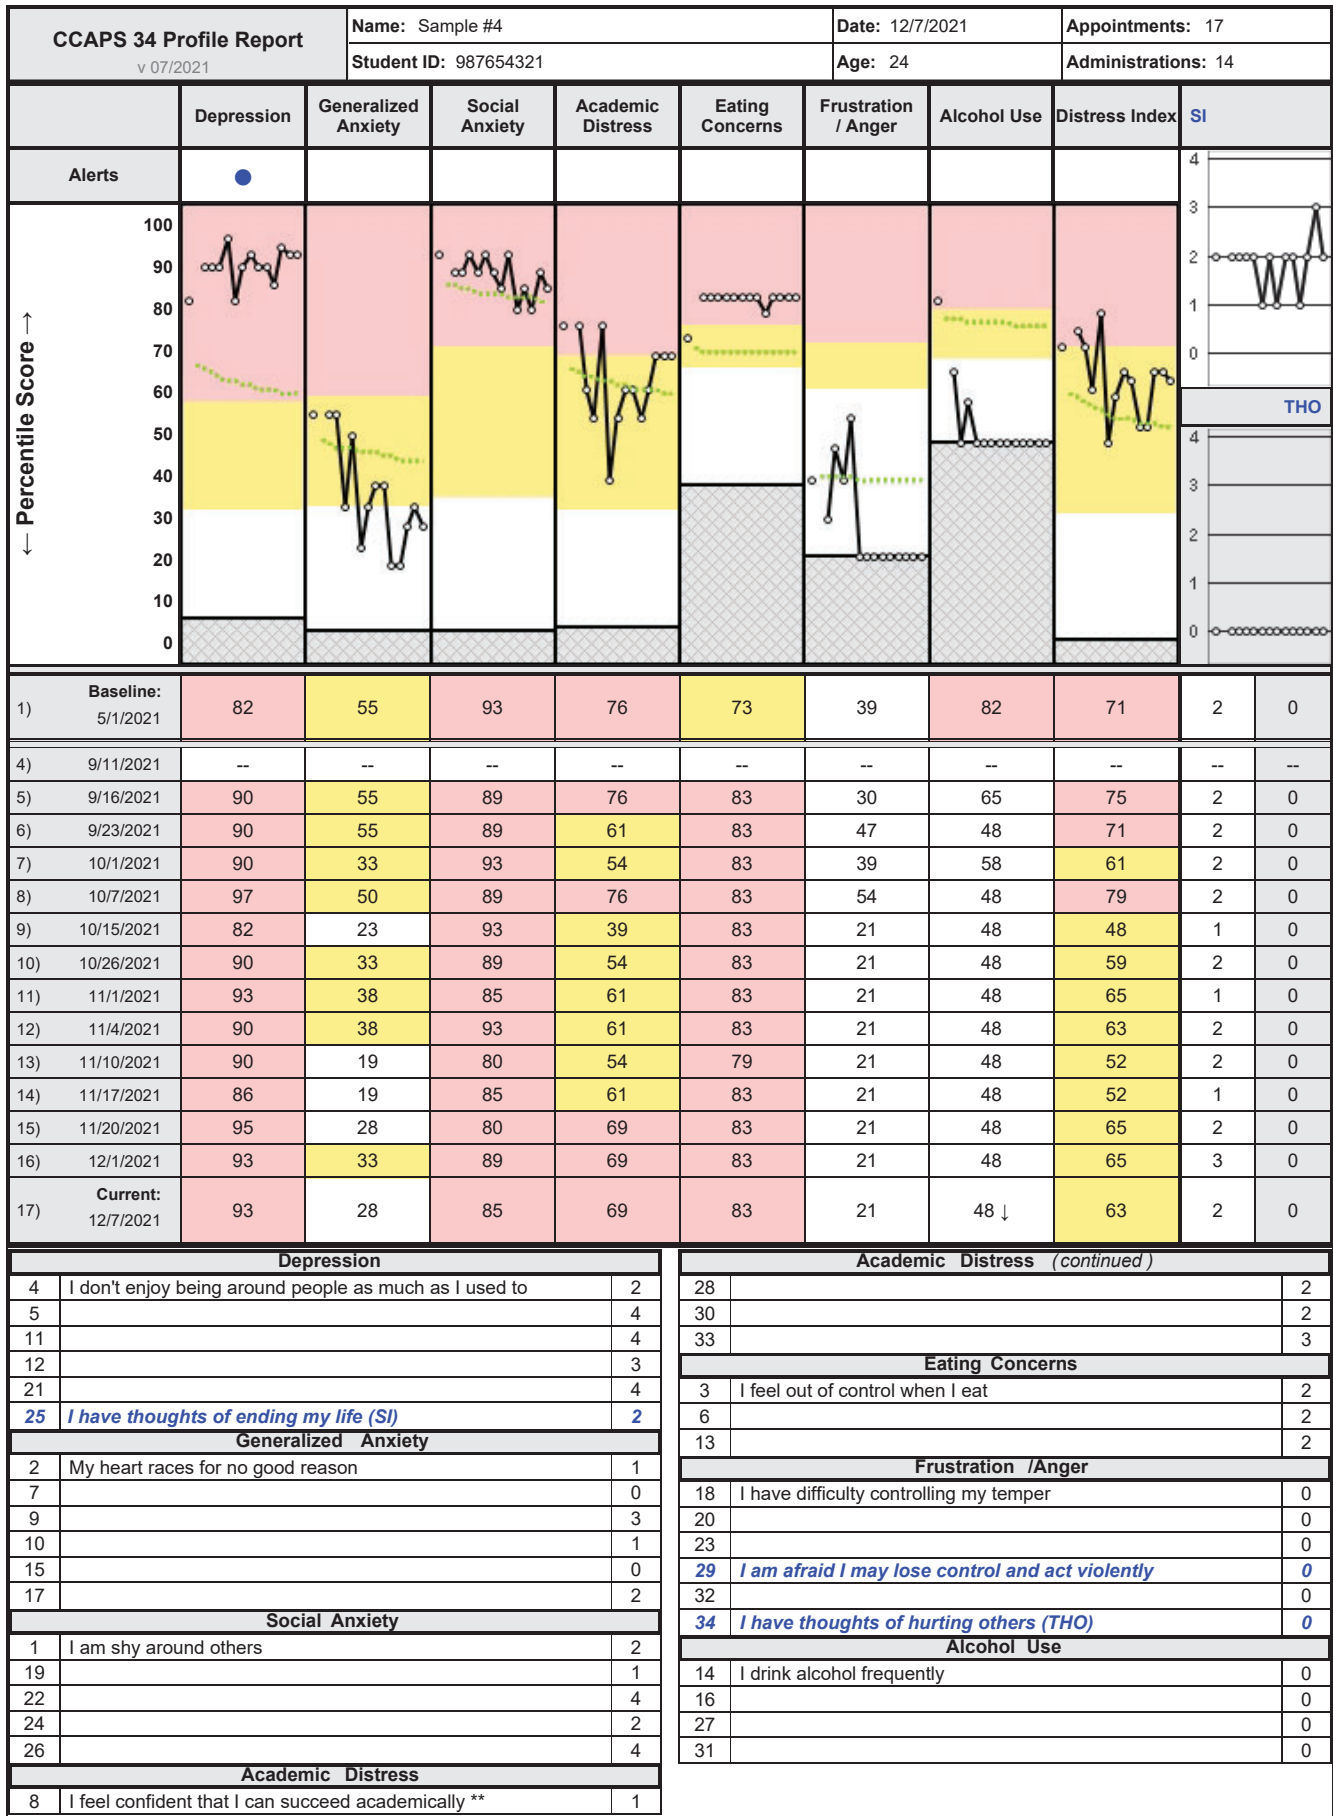 CCAPS 34 Profile Report
v 07/2021
Name: Sample #4
Date: 12/7/2021
Appointments: 17
Student ID: 987654321
Age: 24
Administrations: 14
Depression
Generalized
Anxiety
Social
Anxiety
Academic
Distress
Eating
Concerns
Frustration
/ Anger
Alcohol Use
Distress Index
SI
Alerts
← Percentile Score →
100
90
80
70
60
50
40
30
20
10
0
4
3
2
1
0
THO
4
3
2
1
0
1) Baseline: 5/1/2021 82 55 93 76 73 39 82 71 2 0
4) 9/11/2021 -- -- -- -- -- -- -- -- -- --
5) 9/16/2021 90 55 89 76 83 30 65 75 2 0
6) 9/23/2021 90 55 89 61 83 47 48 71 2 0
7) 10/1/2021 90 33 93 54 83 39 58 61 2 0
8) 10/7/2021 97 50 89 76 83 54 48 79 2 0
9) 10/15/2021 82 23 93 39 83 21 48 48 1 0
10) 10/26/2021 90 33 89 54 83 21 48 59 2 0
11) 11/1/2021 93 38 85 61 83 21 48 65 1 0
12) 11/4/2021 90 38 93 61 83 21 48 63 2 0
13) 11/10/2021 90 19 80 54 79 21 48 52 2 0
14) 11/17/2021 86 19 85 61 83 21 48 52 1 0
15) 11/20/2021 95 28 80 69 83 21 48 65 2 0
16) 12/1/2021 93 33 89 69 83 21 48 65 3 0
17) Current: 12/7/2021 93 28 85 69 83 21 48 ↓ 63 2 0
Depression
4 I don't enjoy being around people as much as I used to 2
5 4
11 4
12 3
21 4
25 I have thoughts of ending my life (SI) 2
Generalized Anxiety
2 My heart races for no good reason 1
7 0
9 3
10 1
15 0
17 2
Social Anxiety
1 I am shy around others 2
19 1
22 4
24 2
26 4
Academic Distress
8 I feel confident that I can succeed academically ** 1
Academic Distress (continued )
28 2
30 2
33 3
Eating Concerns
3 I feel out of control when I eat 2
6 2
13 2
Frustration /Anger
18 I have difficulty controlling my temper 0
20 0
23 0
29 I am afraid I may lose control and act violently 0
32 0
34 I have thoughts of hurting others (THO) 0
Alcohol Use
14 I drink alcohol frequently 0
16 0
27 0
31 0